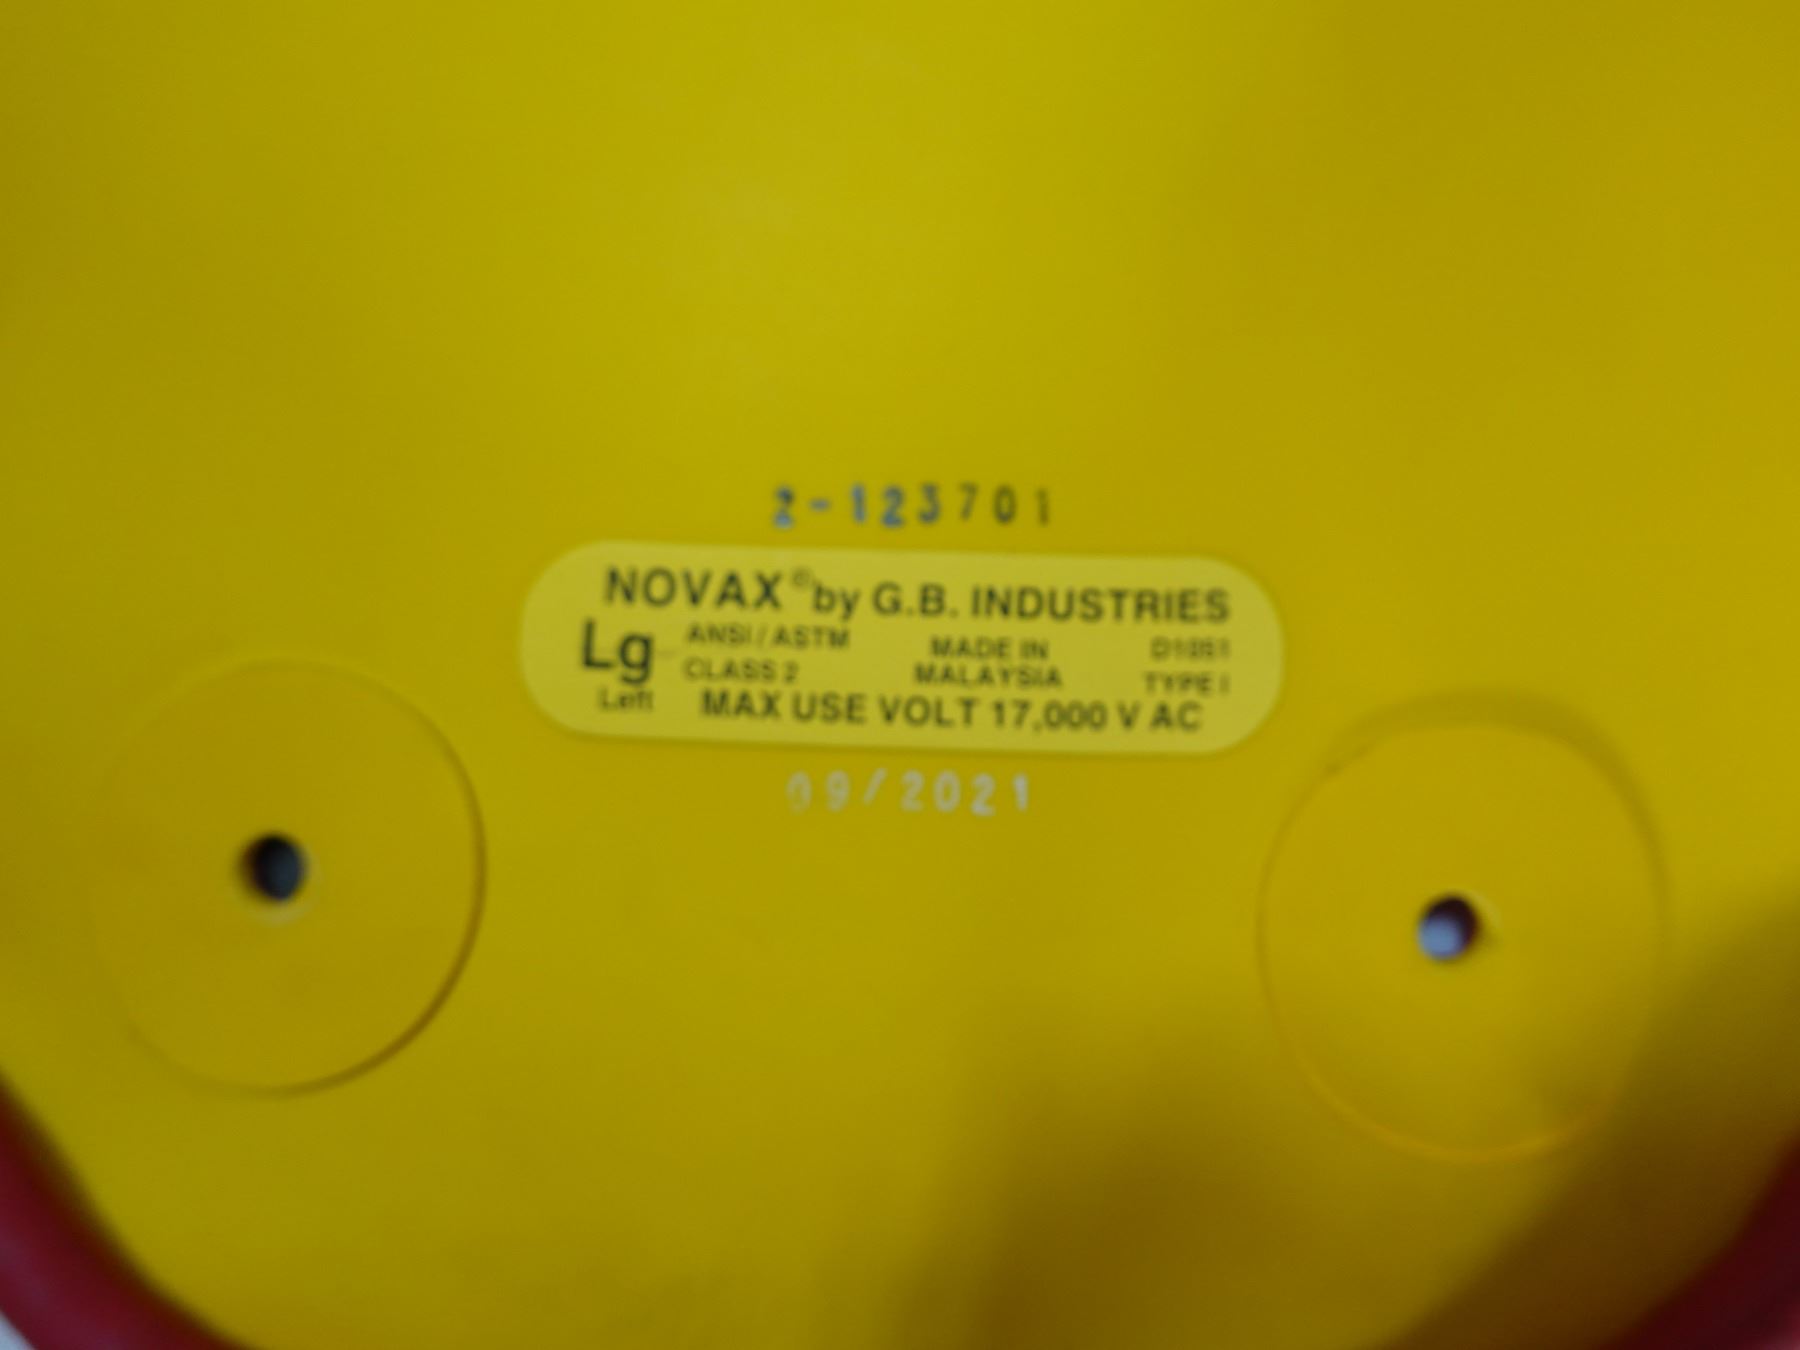 2-123701
NOVAX® by G.B. INDUSTRIES
Lg ANSI / ASTM MADE IN D1051
CLASS 2 MALAYSIA TYPE I
Left MAX USE VOLT 17,000 V AC
09/2021